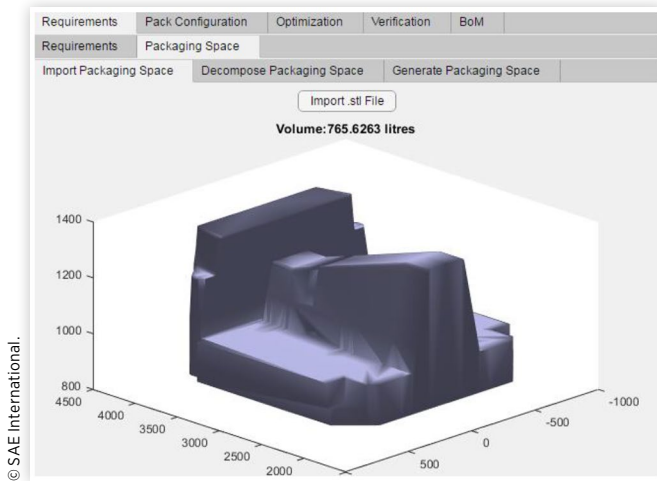 Requirements Pack Configuration Optimization Verification BoM
Requirements Packaging Space
Import Packaging Space Decompose Packaging Space Generate Packaging Space
Import .stl File
Volume:765.6263 litres
1400
1200
1000
800
4500
4000
3500
3000
2500
2000
500
0
-500
-1000
© SAE International.